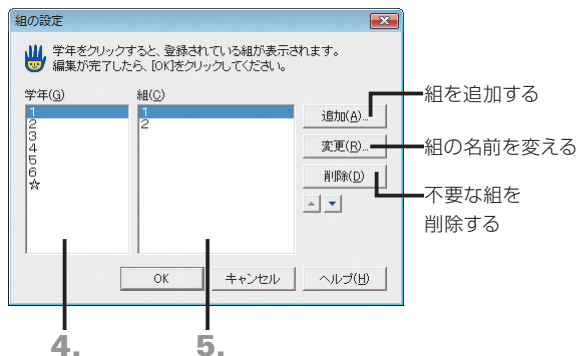 組の設定
学年をクリックすると、登録されている組が表示されます。
編集が完了したら、[OK]をクリックしてください。
学年(G)
組(C)
1
2
3
4
5
6
☆
1
2
追加(A)...
変更(R)...
削除(D)
OK
キャンセル
ヘルプ(H)
組を追加する
組の名前を変える
不要な組を
削除する
4.
5.